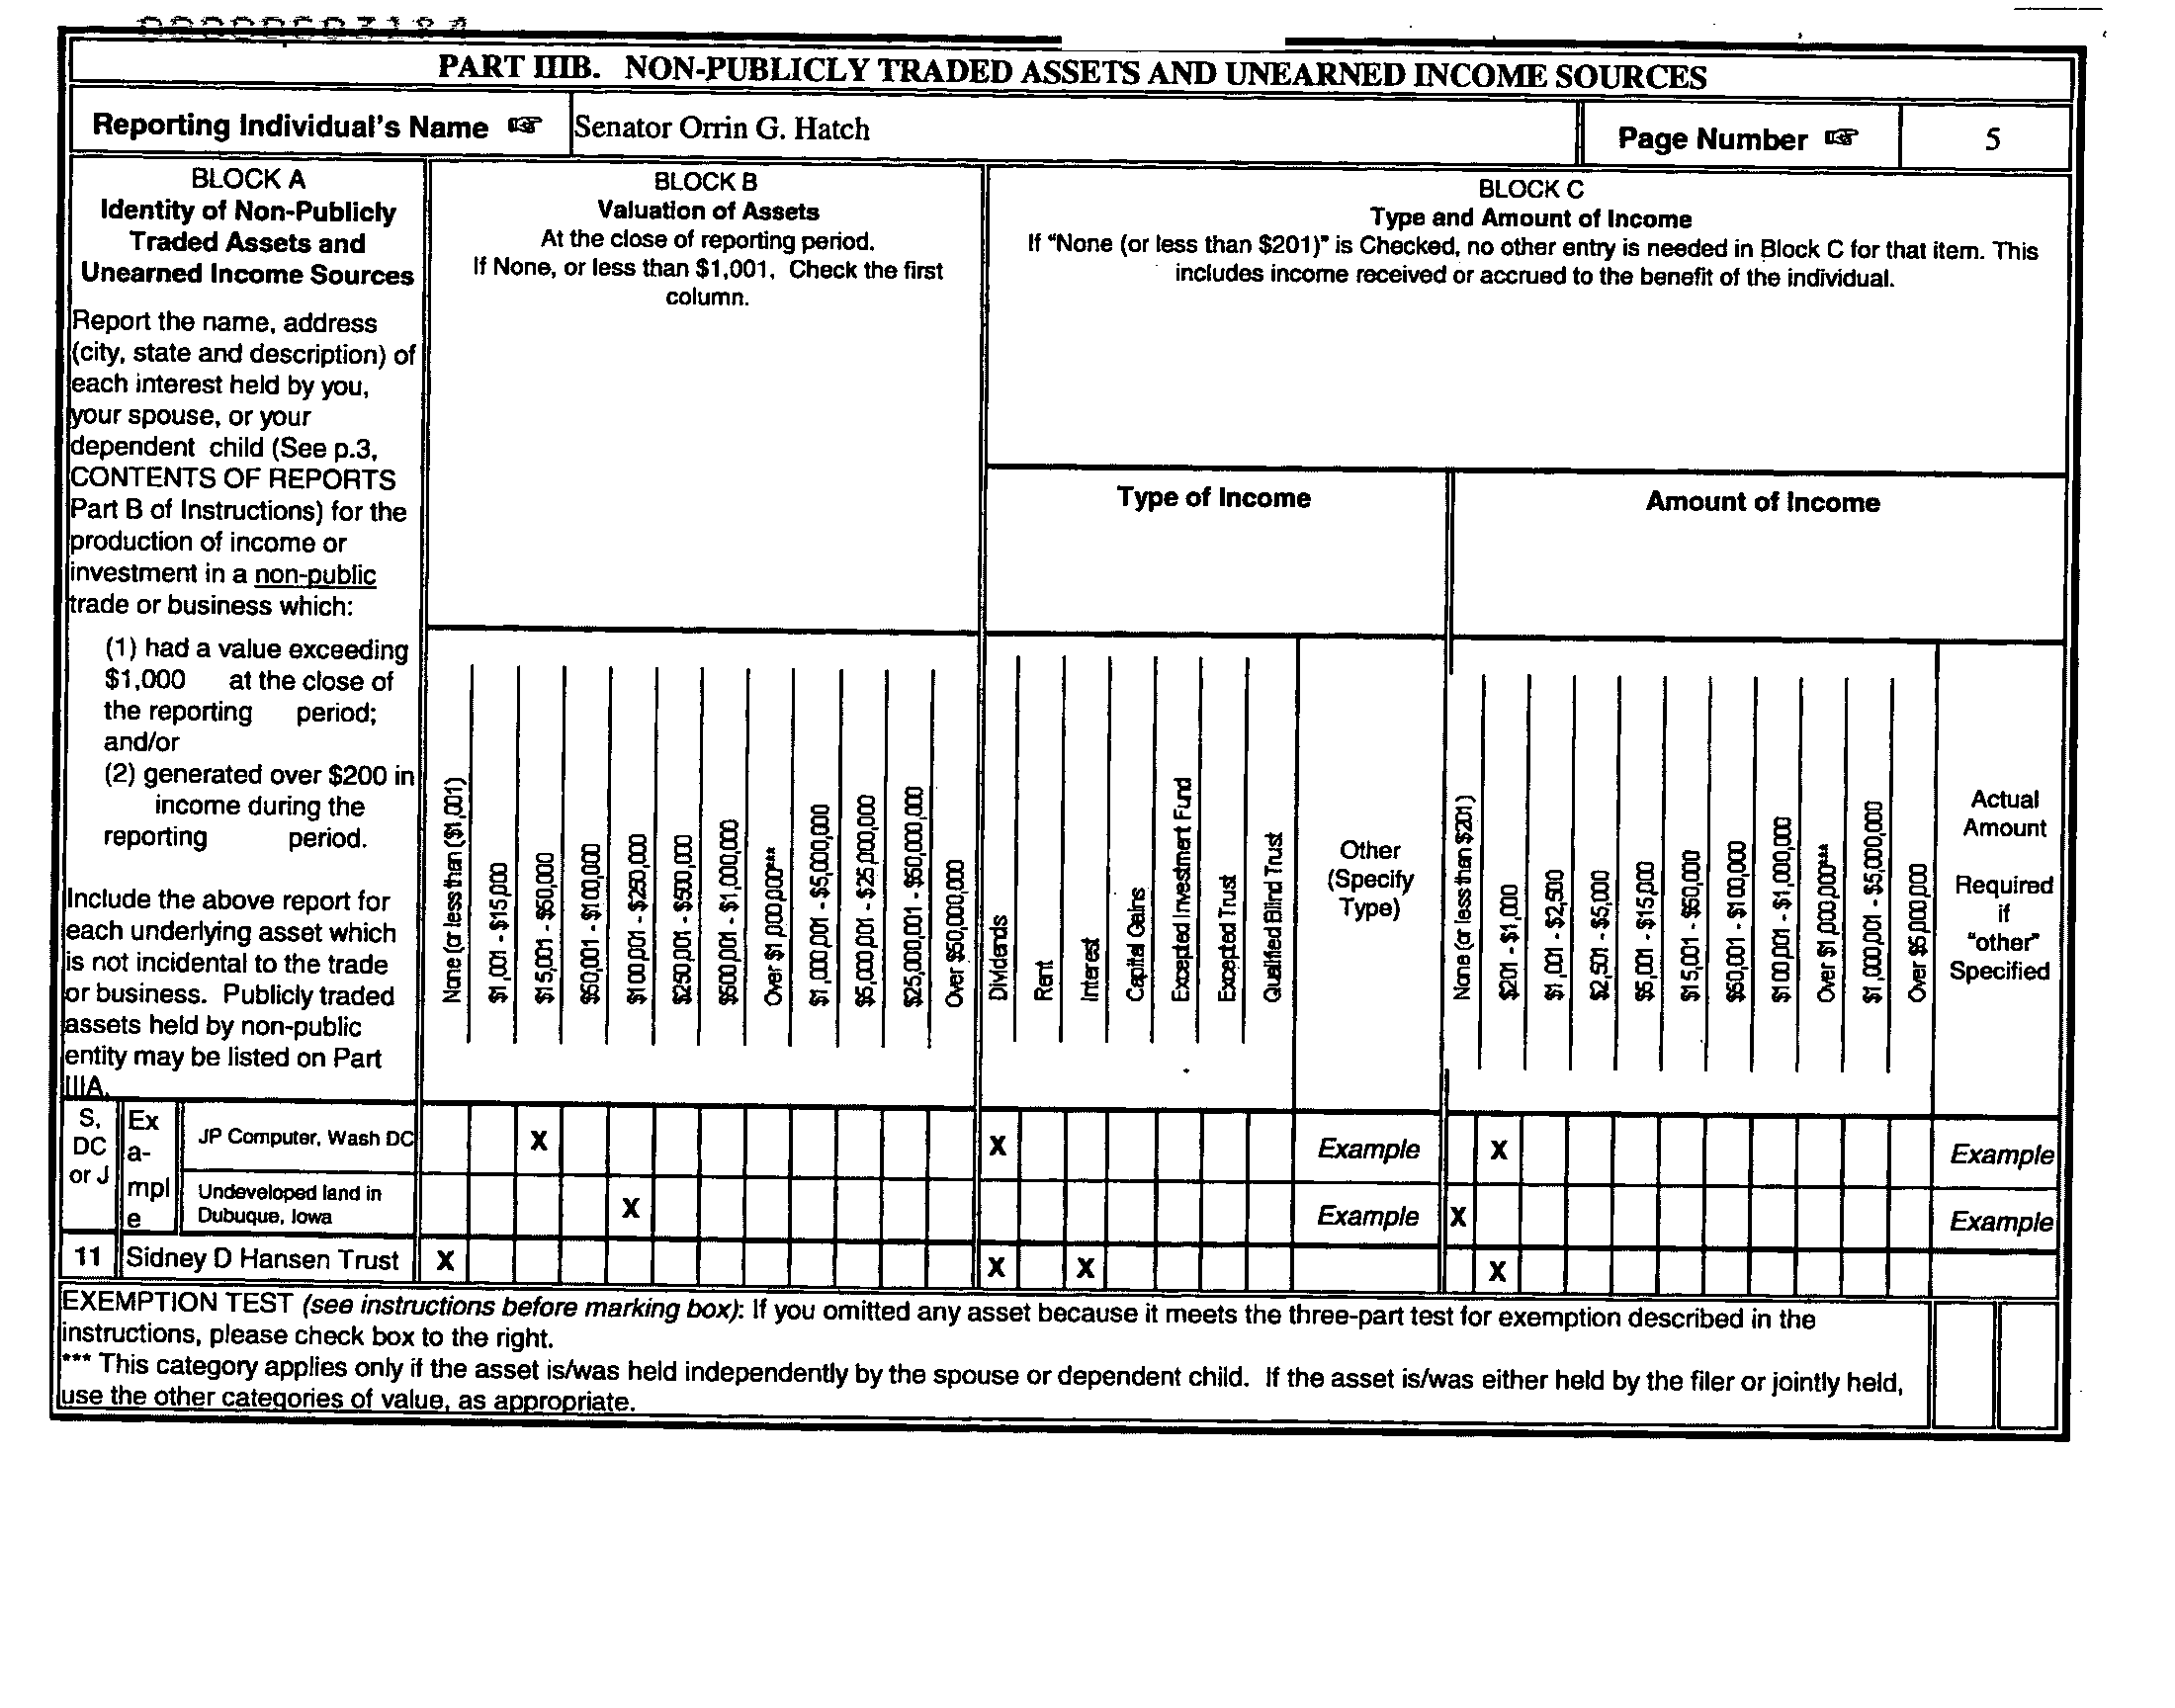 PART IIIB. NON-PUBLICLY TRADED ASSETS AND UNEARNED INCOME SOURCES
Reporting Individual's Name ☞ Senator Orrin G. Hatch Page Number ☞ 5
BLOCK A
Identity of Non-Publicly
Traded Assets and
Unearned Income Sources
Report the name, address
(city, state and description) of
each interest held by you,
your spouse, or your
dependent child (See p.3,
CONTENTS OF REPORTS
Part B of Instructions) for the
production of income or
investment in a non-public
trade or business which:
(1) had a value exceeding
$1,000 at the close of
the reporting period;
and/or
(2) generated over $200 in
income during the
reporting period.
Include the above report for
each underlying asset which
is not incidental to the trade
or business. Publicly traded
assets held by non-public
entity may be listed on Part
IIIA.
BLOCK B
Valuation of Assets
At the close of reporting period.
If None, or less than $1,001, Check the first
column.
None (or less than ($1,001)
$1,001 - $15,000
$15,001 - $50,000
$50,001 - $100,000
$100,001 - $250,000
$250,001 - $500,000
$500,001 - $1,000,000
Over $1,000,000***
$1,000,001 - $5,000,000
$5,000,001 - $25,000,000
$25,000,001 - $50,000,000
Over $50,000,000
BLOCK C
Type and Amount of Income
If "None (or less than $201)" is Checked, no other entry is needed in Block C for that item. This
includes income received or accrued to the benefit of the individual.
Type of Income
Dividends
Rent
Interest
Capital Gains
Excepted Investment Fund
Excepted Trust
Qualified Blind Trust
Other
(Specify
Type)
Amount of Income
None (or less than $201)
$201 - $1,000
$1,001 - $2,500
$2,501 - $5,000
$5,001 - $15,000
$15,001 - $50,000
$50,001 - $100,000
$100,001 - $1,000,000
Over $1,000,000***
$1,000,001 - $5,000,000
Over $5,000,000
Actual
Amount
Required
if
"other"
Specified
S,
DC
or J
Ex
a-
mpl
e
JP Computer, Wash DC X X Example X Example
Undeveloped land in
Dubuque, Iowa X Example X Example
11 Sidney D Hansen Trust X X X X
EXEMPTION TEST (see instructions before marking box): If you omitted any asset because it meets the three-part test for exemption described in the
instructions, please check box to the right.
*** This category applies only if the asset is/was held independently by the spouse or dependent child. If the asset is/was either held by the filer or jointly held,
use the other categories of value, as appropriate.